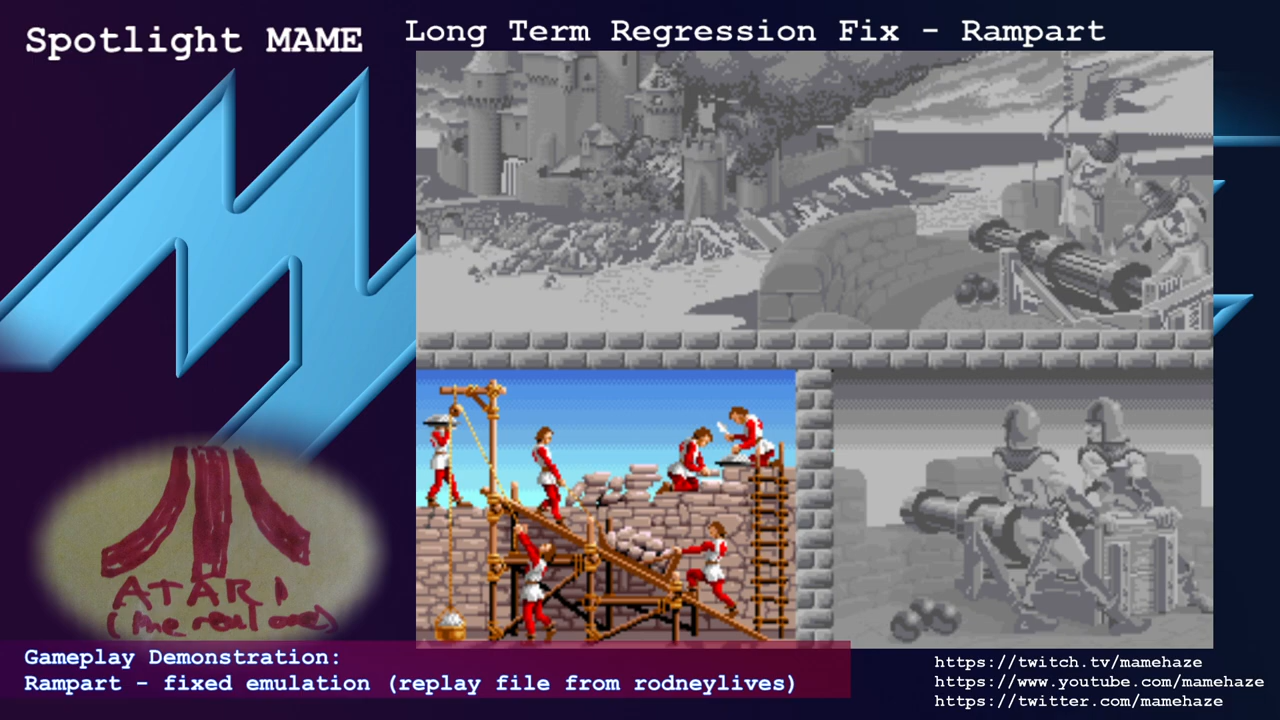 Spotlight MAME
Long Term Regression Fix - Rampart
ATARI
(the real one)
Gameplay Demonstration:
Rampart - fixed emulation (replay file from rodneylives)
https://twitch.tv/mamehaze
https://www.youtube.com/mamehaze
https://twitter.com/mamehaze